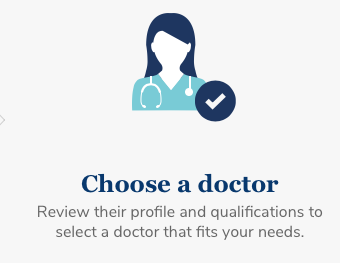 Choose a doctor
Review their profile and qualifications to
select a doctor that fits your needs.